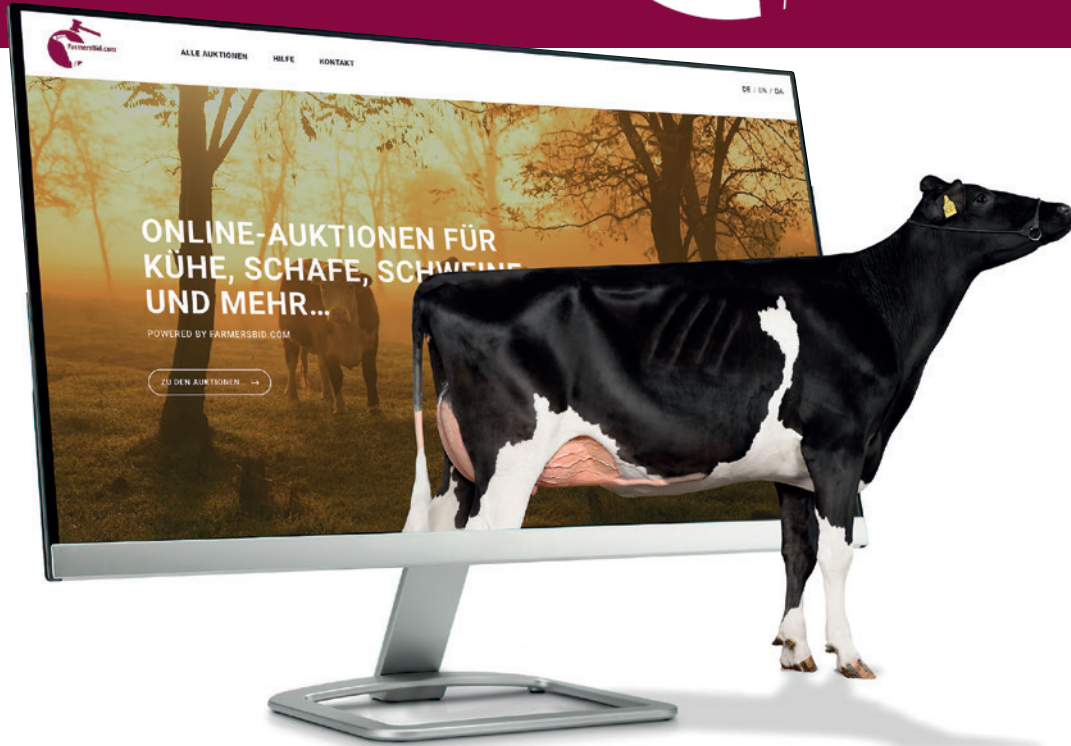 FarmersBid.com
ALLE AUKTIONEN
HILFE
KONTAKT
DE / EN / DA
ONLINE-AUKTIONEN FÜR
KÜHE, SCHAFE, SCHWEINE
UND MEHR...
POWERED BY FARMERSBID.COM
ZU DEN AUKTIONEN... →